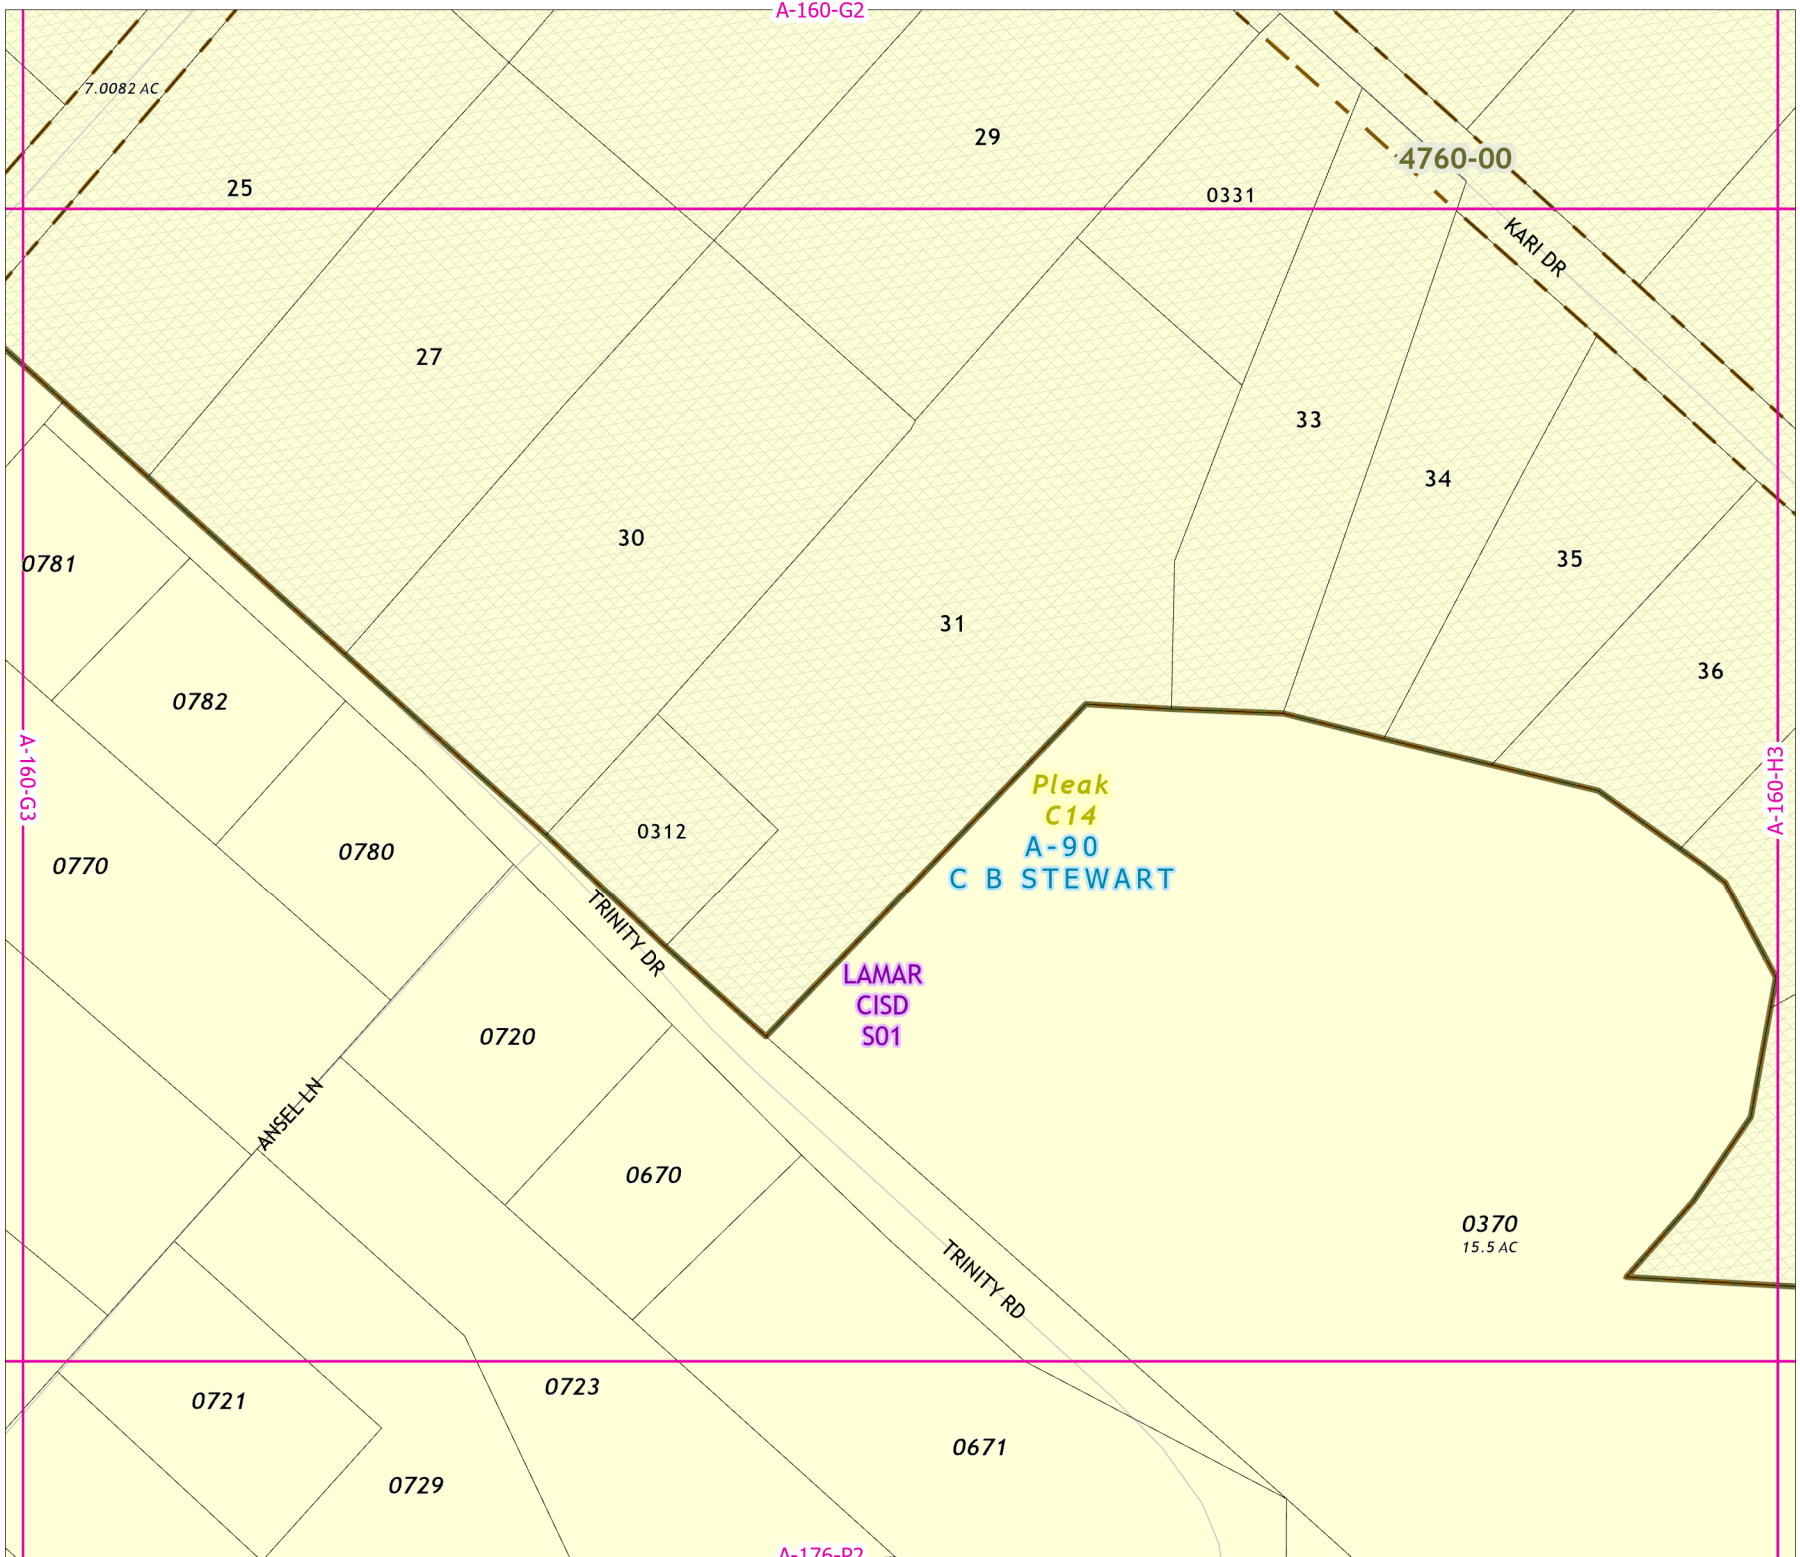 A-160-G2
7.0082 AC
29
4760-00
25
0331
KARI DR
27
33
34
30
35
0781
31
36
0782
A-160-G3
A-160-H3
Pleak
C14
0312
A-90
0780
0770
C B STEWART
TRINITY DR
LAMAR
CISD
S01
0720
ANSEL LN
0670
0370
15.5 AC
TRINITY RD
0723
0721
0671
0729
A-176-P2